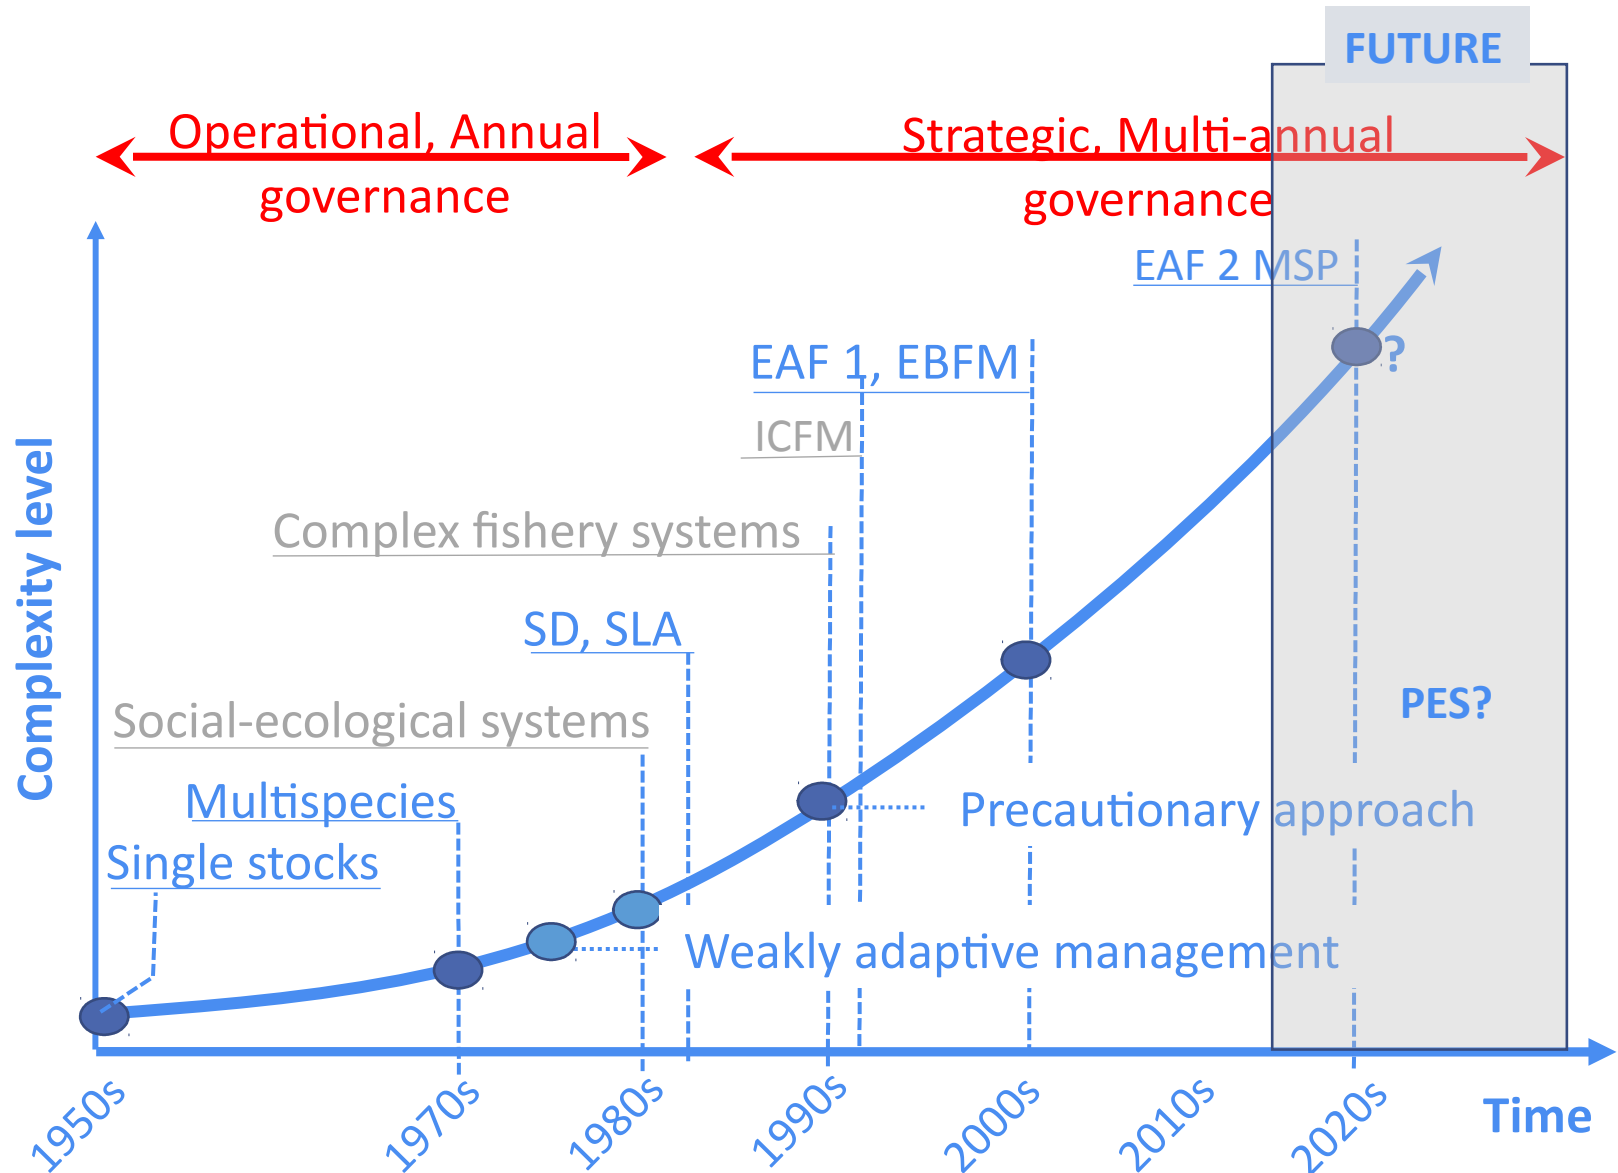 FUTURE
Operational, Annual
governance
Strategic, Multi-annual
governance
EAF 2 MSP
?
EAF 1, EBFM
ICFM
Complex fishery systems
SD, SLA
Social-ecological systems
PES?
Multispecies
Precautionary approach
Single stocks
Weakly adaptive management
Complexity level
1950s
1970s
1980s
1990s
2000s
2010s
2020s
Time